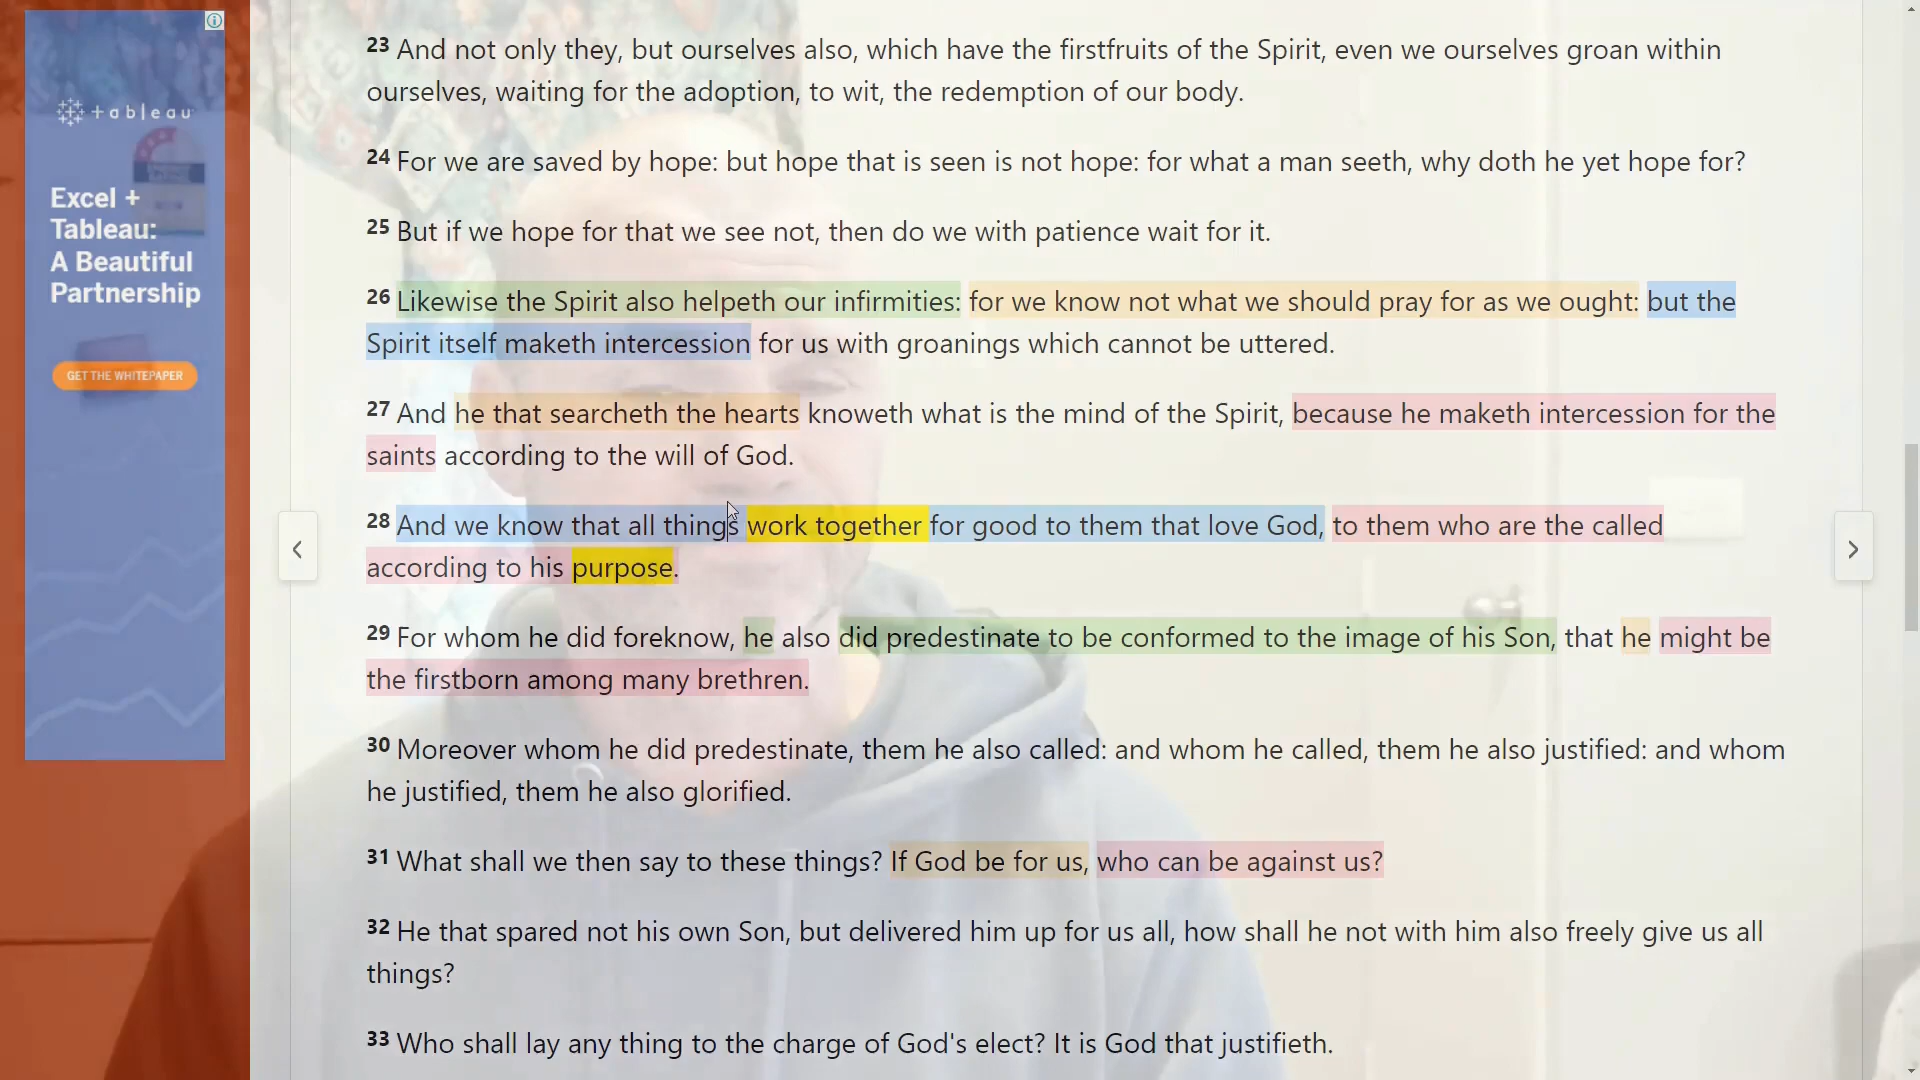 +ableau
Excel +
Tableau:
A Beautiful
Partnership
GET THE WHITEPAPER
23 And not only they, but ourselves also, which have the firstfruits of the Spirit, even we ourselves groan within
ourselves, waiting for the adoption, to wit, the redemption of our body.
24 For we are saved by hope: but hope that is seen is not hope: for what a man seeth, why doth he yet hope for?
25 But if we hope for that we see not, then do we with patience wait for it.
26 Likewise the Spirit also helpeth our infirmities: for we know not what we should pray for as we ought: but the
Spirit itself maketh intercession for us with groanings which cannot be uttered.
27 And he that searcheth the hearts knoweth what is the mind of the Spirit, because he maketh intercession for the
saints according to the will of God.
28 And we know that all things work together for good to them that love God, to them who are the called
according to his purpose.
29 For whom he did foreknow, he also did predestinate to be conformed to the image of his Son, that he might be
the firstborn among many brethren.
30 Moreover whom he did predestinate, them he also called: and whom he called, them he also justified: and whom
he justified, them he also glorified.
31 What shall we then say to these things? If God be for us, who can be against us?
32 He that spared not his own Son, but delivered him up for us all, how shall he not with him also freely give us all
things?
33 Who shall lay any thing to the charge of God's elect? It is God that justifieth.